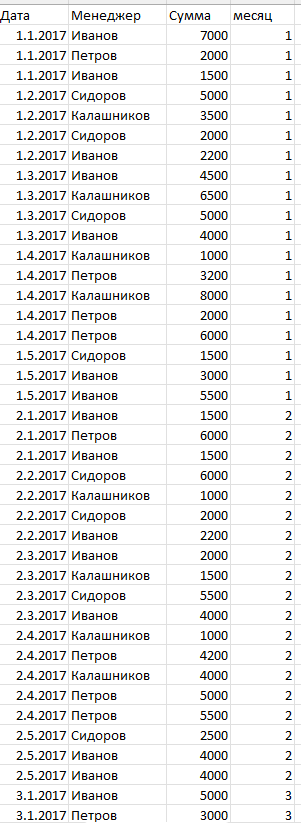 Дата Менеджер Сумма месяц
1.1.2017 Иванов 7000 1
1.1.2017 Петров 2000 1
1.1.2017 Иванов 1500 1
1.2.2017 Сидоров 5000 1
1.2.2017 Калашников 3500 1
1.2.2017 Сидоров 2000 1
1.2.2017 Иванов 2200 1
1.3.2017 Иванов 4500 1
1.3.2017 Калашников 6500 1
1.3.2017 Сидоров 5000 1
1.3.2017 Иванов 4000 1
1.4.2017 Калашников 1000 1
1.4.2017 Петров 3200 1
1.4.2017 Калашников 8000 1
1.4.2017 Петров 2000 1
1.4.2017 Петров 6000 1
1.5.2017 Сидоров 1500 1
1.5.2017 Иванов 3000 1
1.5.2017 Иванов 5500 1
2.1.2017 Иванов 1500 2
2.1.2017 Петров 6000 2
2.1.2017 Иванов 1500 2
2.2.2017 Сидоров 6000 2
2.2.2017 Калашников 1000 2
2.2.2017 Сидоров 2000 2
2.2.2017 Иванов 2200 2
2.3.2017 Иванов 2000 2
2.3.2017 Калашников 1500 2
2.3.2017 Сидоров 5500 2
2.3.2017 Иванов 4000 2
2.4.2017 Калашников 1000 2
2.4.2017 Петров 4200 2
2.4.2017 Калашников 4000 2
2.4.2017 Петров 5000 2
2.4.2017 Петров 5500 2
2.5.2017 Сидоров 2500 2
2.5.2017 Иванов 4000 2
2.5.2017 Иванов 4000 2
3.1.2017 Иванов 5000 3
3.1.2017 Петров 3000 3